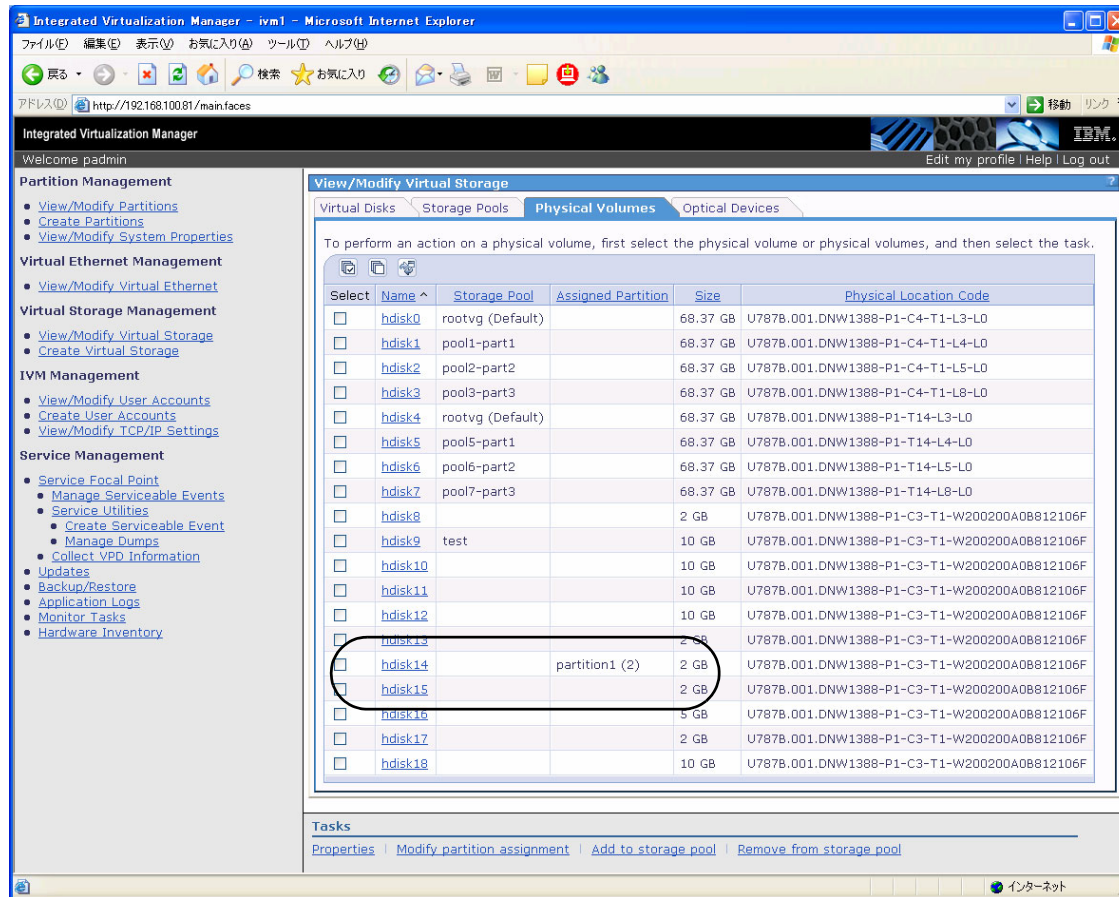 Integrated Virtualization Manager - ivm1 - Microsoft Internet Explorer
ファイル(F) 編集(E) 表示(V) お気に入り(A) ツール(T) ヘルプ(H)
戻る 検索 お気に入り
アドレス(D) http://192.168.100.81/main.faces 移動 リンク
Integrated Virtualization Manager IBM.
Welcome padmin Edit my profile | Help | Log out
Partition Management
View/Modify Partitions
Create Partitions
View/Modify System Properties
Virtual Ethernet Management
View/Modify Virtual Ethernet
Virtual Storage Management
View/Modify Virtual Storage
Create Virtual Storage
IVM Management
View/Modify User Accounts
Create User Accounts
View/Modify TCP/IP Settings
Service Management
Service Focal Point
Manage Serviceable Events
Service Utilities
Create Serviceable Event
Manage Dumps
Collect VPD Information
Updates
Backup/Restore
Application Logs
Monitor Tasks
Hardware Inventory
View/Modify Virtual Storage ?
Virtual Disks Storage Pools Physical Volumes Optical Devices
To perform an action on a physical volume, first select the physical volume or physical volumes, and then select the task.
Select Name ^ Storage Pool Assigned Partition Size Physical Location Code
hdisk0 rootvg (Default) 68.37 GB U787B.001.DNW1388-P1-C4-T1-L3-L0
hdisk1 pool1-part1 68.37 GB U787B.001.DNW1388-P1-C4-T1-L4-L0
hdisk2 pool2-part2 68.37 GB U787B.001.DNW1388-P1-C4-T1-L5-L0
hdisk3 pool3-part3 68.37 GB U787B.001.DNW1388-P1-C4-T1-L8-L0
hdisk4 rootvg (Default) 68.37 GB U787B.001.DNW1388-P1-T14-L3-L0
hdisk5 pool5-part1 68.37 GB U787B.001.DNW1388-P1-T14-L4-L0
hdisk6 pool6-part2 68.37 GB U787B.001.DNW1388-P1-T14-L5-L0
hdisk7 pool7-part3 68.37 GB U787B.001.DNW1388-P1-T14-L8-L0
hdisk8 2 GB U787B.001.DNW1388-P1-C3-T1-W200200A0B812106F
hdisk9 test 10 GB U787B.001.DNW1388-P1-C3-T1-W200200A0B812106F
hdisk10 10 GB U787B.001.DNW1388-P1-C3-T1-W200200A0B812106F
hdisk11 10 GB U787B.001.DNW1388-P1-C3-T1-W200200A0B812106F
hdisk12 10 GB U787B.001.DNW1388-P1-C3-T1-W200200A0B812106F
hdisk13 2 GB U787B.001.DNW1388-P1-C3-T1-W200200A0B812106F
hdisk14 partition1 (2) 2 GB U787B.001.DNW1388-P1-C3-T1-W200200A0B812106F
hdisk15 2 GB U787B.001.DNW1388-P1-C3-T1-W200200A0B812106F
hdisk16 5 GB U787B.001.DNW1388-P1-C3-T1-W200200A0B812106F
hdisk17 2 GB U787B.001.DNW1388-P1-C3-T1-W200200A0B812106F
hdisk18 10 GB U787B.001.DNW1388-P1-C3-T1-W200200A0B812106F
Tasks
Properties | Modify partition assignment | Add to storage pool | Remove from storage pool
インターネット